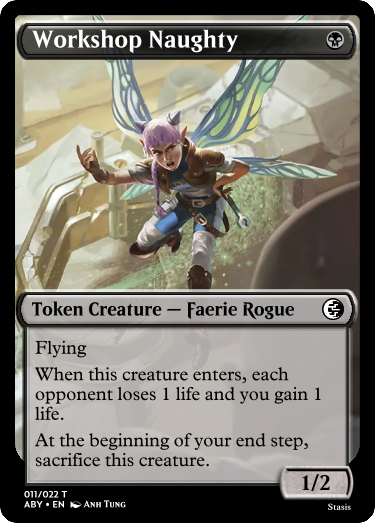 Workshop Naughty
Token Creature — Faerie Rogue
Flying
When this creature enters, each
opponent loses 1 life and you gain 1
life.
At the beginning of your end step,
sacrifice this creature.
1/2
011/022 T
ABY • EN Anh Tung
Stasis